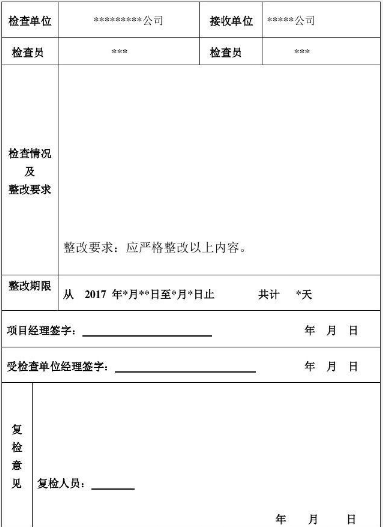 检查单位 *********公司 接收单位 *****公司
检查员 *** 检查员 ***
检查情况
及
整改要求
整改要求：应严格整改以上内容。
整改期限 从 2017 年*月**日至*月*日止 共计 *天
项目经理签字： 年 月 日
受检查单位经理签字： 年 月 日
复
检
意
见
复检人员：
年 月 日